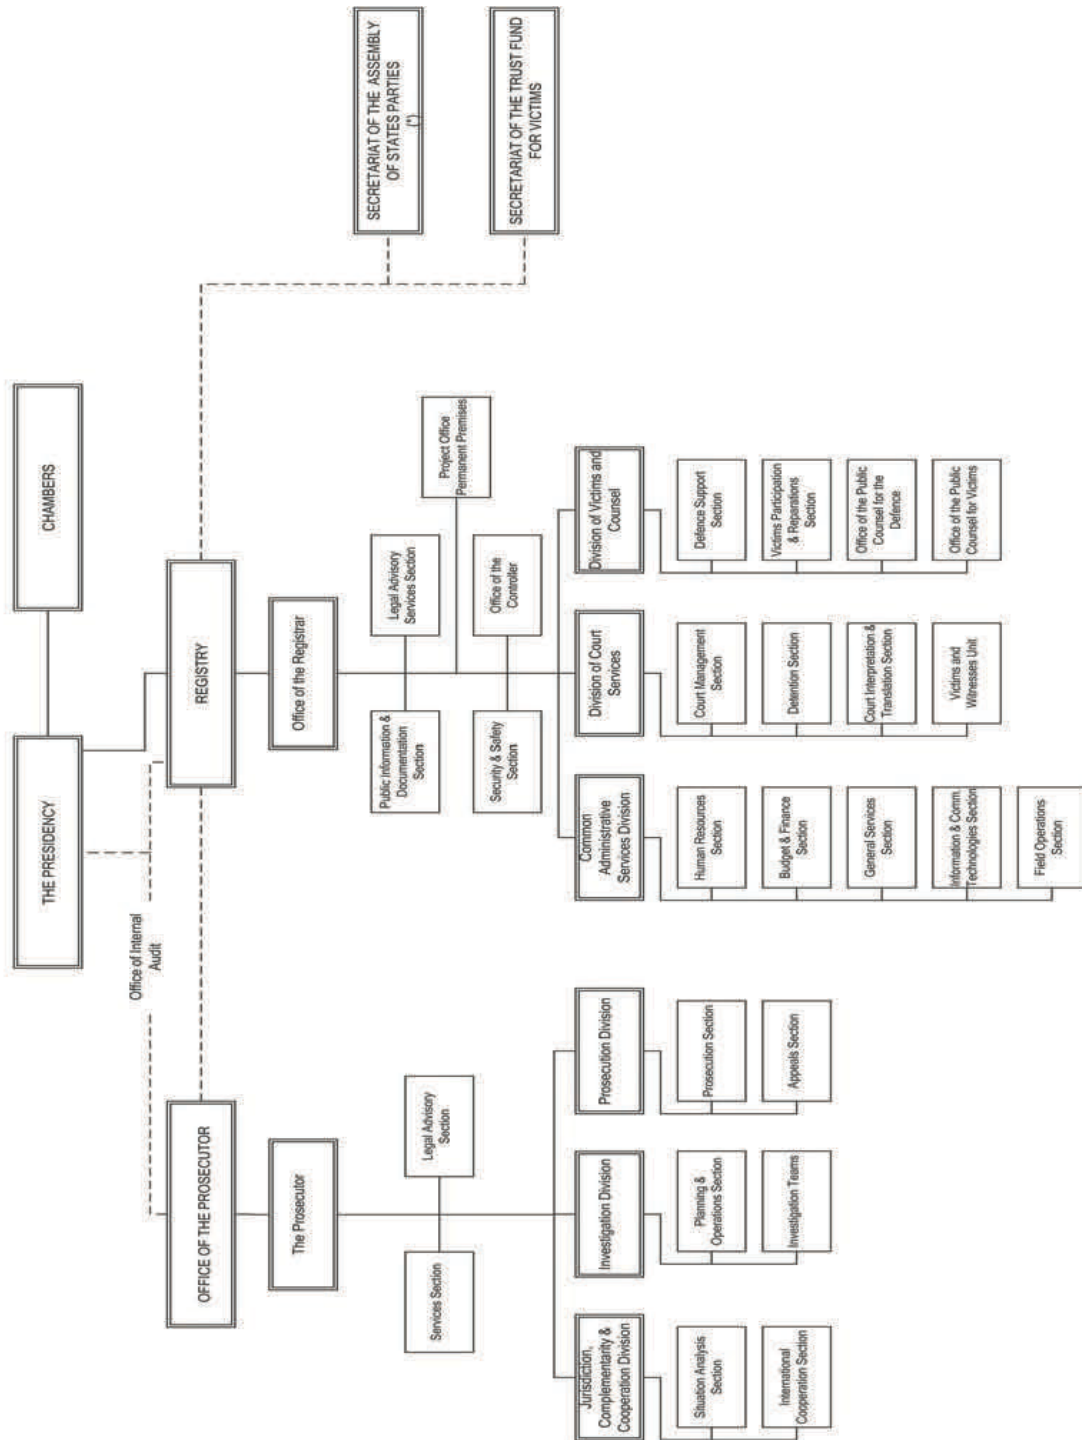 THE PRESIDENCY
CHAMBERS
Office of Internal
Audit
OFFICE OF THE PROSECUTOR
REGISTRY
SECRETARIAT OF THE ASSEMBLY
OF STATES PARTIES
(*)
SECRETARIAT OF THE TRUST FUND
FOR VICTIMS
The Prosecutor
Office of the Registrar
Services Section
Legal Advisory
Section
Public Information &
Documentation
Section
Legal Advisory
Services Section
Project Office
Permanent Premises
Security & Safety
Section
Office of the
Controller
Jurisdiction,
Complementarity &
Cooperation Division
Situation Analysis
Section
International
Cooperation Section
Investigation Division
Planning &
Operations Section
Investigation Teams
Prosecution Division
Prosecution Section
Appeals Section
Common
Administrative
Services Division
Human Resources
Section
Budget & Finance
Section
General Services
Section
Information & Comm.
Technologies Section
Field Operations
Section
Division of Court
Services
Court Management
Section
Detention Section
Court Interpretation &
Translation Section
Victims and
Witnesses Unit
Division of Victims and
Counsel
Defence Support
Section
Victims Participation
& Reparations
Section
Office of the Public
Counsel for the
Defence
Office of the Public
Counsel for Victims